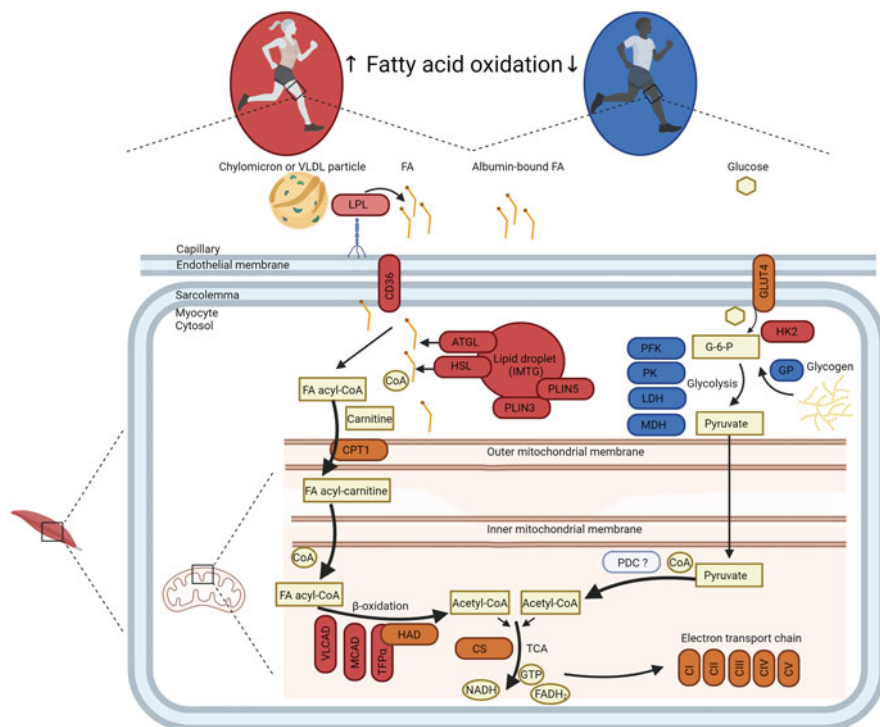 ↑ Fatty acid oxidation ↓
Chylomicron or VLDL particle
FA
Albumin-bound FA
Glucose
LPL
Capillary
Endothelial membrane
CD36
GLUT4
Sarcolemma
Myocyte
Cytosol
ATGL
HSL
Lipid droplet
(IMTG)
PLIN5
PLIN3
CoA
FA acyl-CoA
Carnitine
CPT1
PFK
PK
LDH
MDH
G-6-P
HK2
GP
Glycogen
Glycolysis
Pyruvate
Outer mitochondrial membrane
FA acyl-carnitine
Inner mitochondrial membrane
CoA
FA acyl-CoA
β-oxidation
PDC ?
CoA
Pyruvate
Acetyl-CoA
Acetyl-CoA
VLCAD
MCAD
TFPα
HAD
CS
TCA
GTP
NADH
FADH₂
Electron transport chain
CI
CII
CIII
CIV
CV